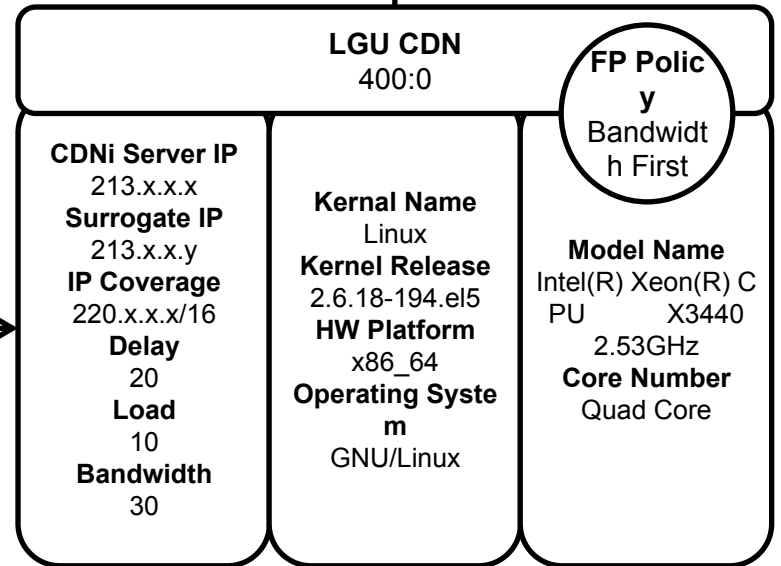 LGU CDN
400:0
FP Polic
y
Bandwidt
h First
CDNi Server IP
213.x.x.x
Surrogate IP
213.x.x.y
IP Coverage
220.x.x.x/16
Delay
20
Load
10
Bandwidth
30
Kernal Name
Linux
Kernel Release
2.6.18-194.el5
HW Platform
x86_64
Operating Syste
m
GNU/Linux
Model Name
Intel(R) Xeon(R) C
PU X3440
2.53GHz
Core Number
Quad Core